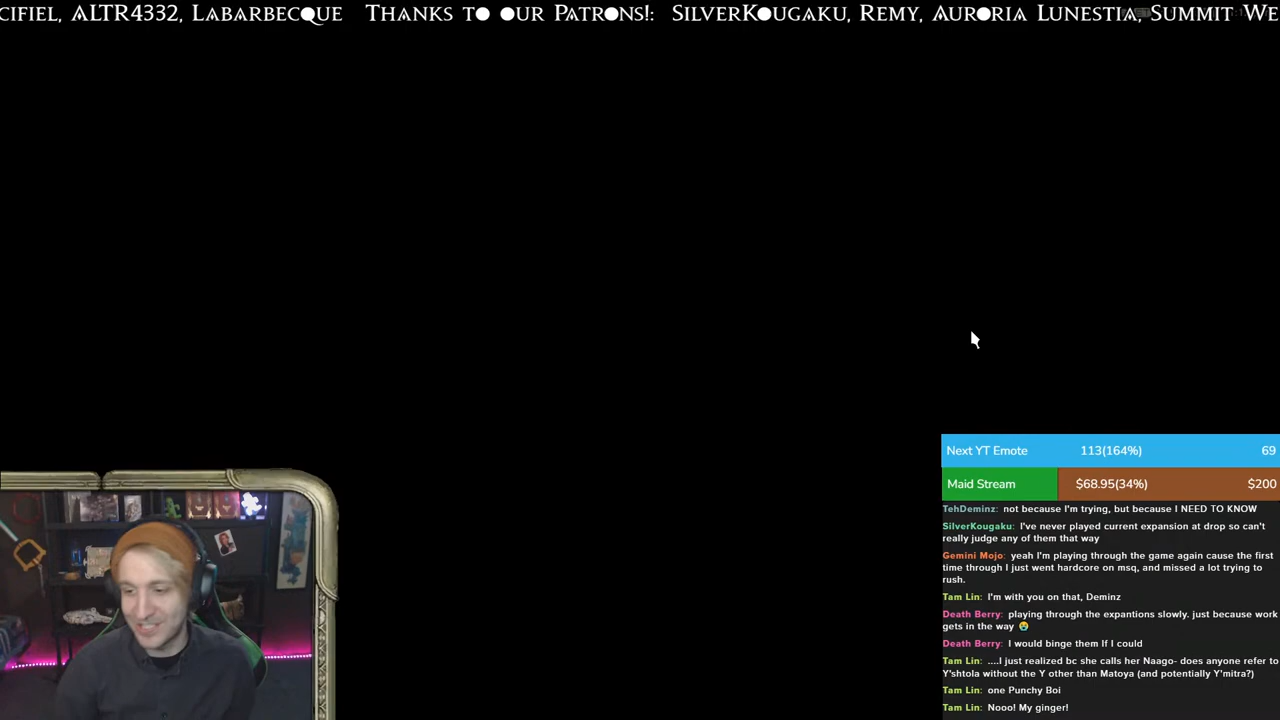 CIFIEL, ALTR4332, LABARBECQUE THANKS TO OUR PATRONS!: SILVERKOUGAKU, REMY, AURORIA LUNESTIA, SUMMIT WE
Next YT Emote 113(164%) 69
Maid Stream $68.95(34%) $200
TehDeminz: not because I'm trying, but because I NEED TO KNOW
SilverKougaku: I've never played current expansion at drop so can't
really judge any of them that way
Gemini Mojo: yeah I'm playing through the game again cause the first
time through I just went hardcore on msq, and missed a lot trying to
rush.
Tam Lin: I'm with you on that, Deminz
Death Berry: playing through the expantions slowly. just because work
gets in the way 😭
Death Berry: I would binge them If I could
Tam Lin: ....I just realized bc she calls her Naago- does anyone refer to
Y'shtola without the Y other than Matoya (and potentially Y'mitra?)
Tam Lin: one Punchy Boi
Tam Lin: Nooo! My ginger!